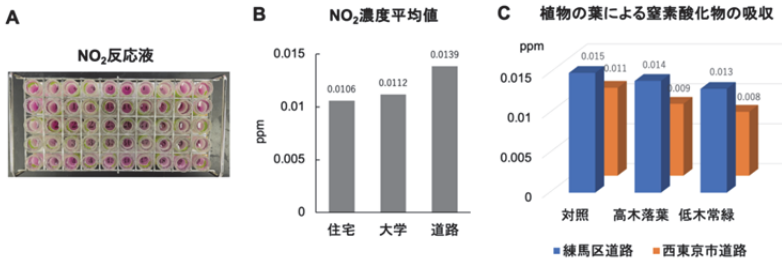 A
NO₂反応液
B
NO₂濃度平均値
ppm
0.015
0.01
0.005
0
0.0106
0.0112
0.0139
住宅
大学
道路
C
植物の葉による窒素酸化物の吸収
ppm
0.015
0.01
0.005
0
0.015
0.011
0.014
0.009
0.013
0.008
対照
高木落葉
低木常緑
練馬区道路
西東京市道路